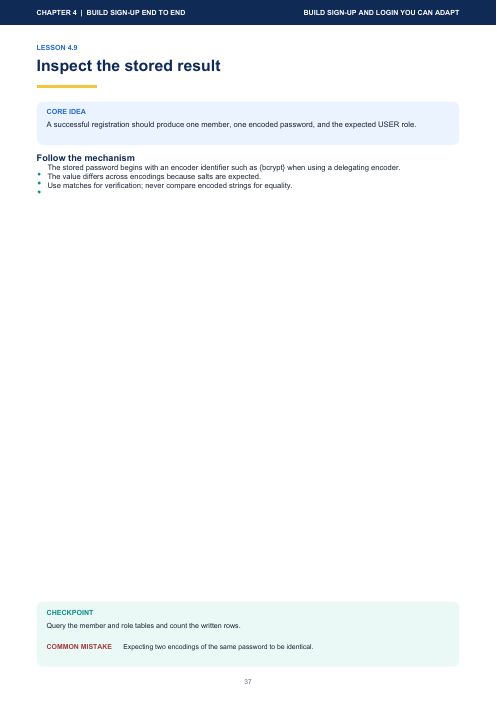 CHAPTER 4 | BUILD SIGN-UP END TO END
BUILD SIGN-UP AND LOGIN YOU CAN ADAPT
LESSON 4.9
Inspect the stored result
CORE IDEA
A successful registration should produce one member, one encoded password, and the expected USER role.
Follow the mechanism
The stored password begins with an encoder identifier such as {bcrypt} when using a delegating encoder.
The value differs across encodings because salts are expected.
Use matches for verification; never compare encoded strings for equality.
CHECKPOINT
Query the member and role tables and count the written rows.
COMMON MISTAKE Expecting two encodings of the same password to be identical.
37